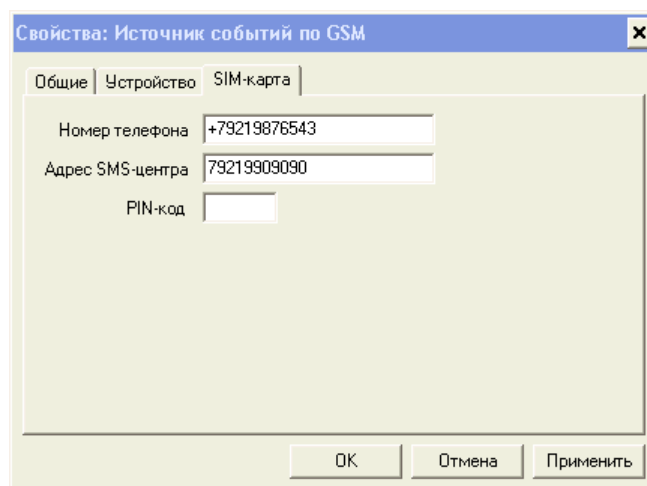 Свойства: Источник событий по GSM
Общие Устройство SIM-карта
Номер телефона +79219876543
Адрес SMS-центра 79219909090
PIN-код
OK Отмена Применить